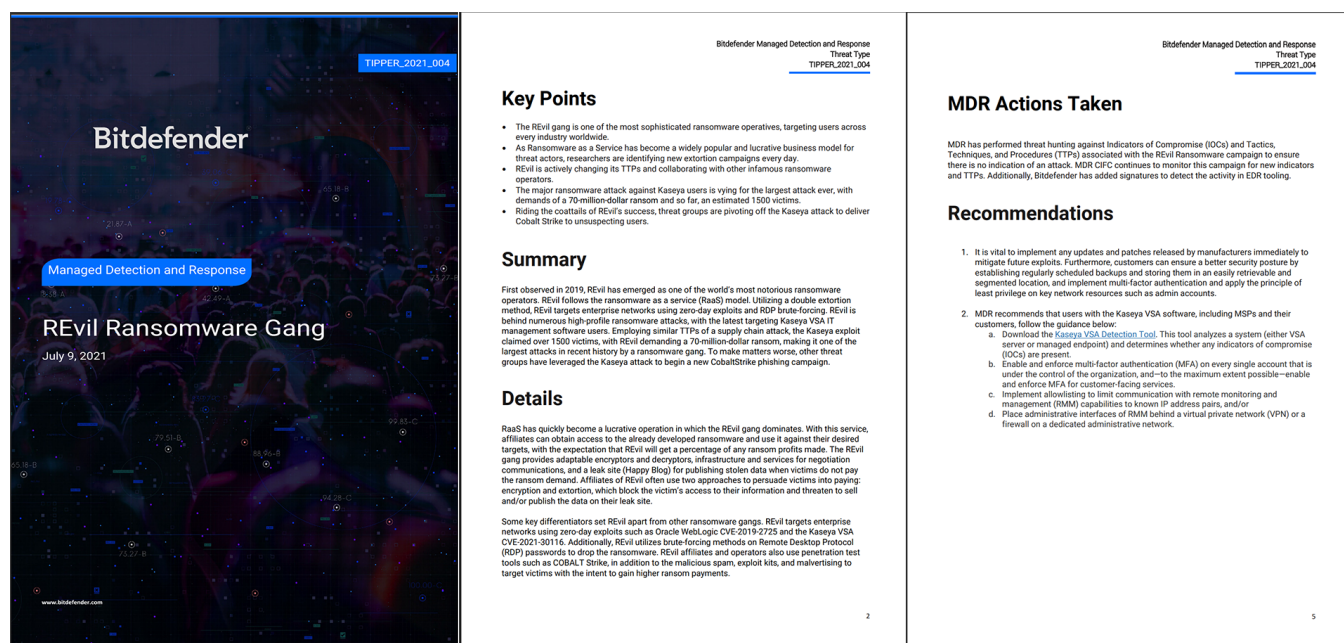 TIPPER_2021_004
Bitdefender
21.87-A
65.18-B
Managed Detection and Response
42.49-A
REvil Ransomware Gang
July 9, 2021
99.83-C
79.51-B
88.96-B
65.18-B
94.28-C
73.27-B
www.bitdefender.com
Bitdefender Managed Detection and Response
Threat Type
TIPPER_2021_004
Key Points
• The REvil gang is one of the most sophisticated ransomware operatives, targeting users across
every industry worldwide.
• As Ransomware as a Service has become a widely popular and lucrative business model for
threat actors, researchers are identifying new extortion campaigns every day.
• REvil is actively changing its TTPs and collaborating with other infamous ransomware
operators.
• The major ransomware attack against Kaseya users is vying for the largest attack ever, with
demands of a 70-million-dollar ransom and so far, an estimated 1500 victims.
• Riding the coattails of REvil's success, threat groups are pivoting off the Kaseya attack to deliver
Cobalt Strike to unsuspecting users.
Summary
First observed in 2019, REvil has emerged as one of the world's most notorious ransomware
operators. REvil follows the ransomware as a service (RaaS) model. Utilizing a double extortion
method, REvil targets enterprise networks using zero-day exploits and RDP brute-forcing. REvil is
behind numerous high-profile ransomware attacks, with the latest targeting Kaseya VSA IT
management software users. Employing similar TTPs of a supply chain attack, the Kaseya exploit
claimed over 1500 victims, with REvil demanding a 70-million-dollar ransom, making it one of the
largest attacks in recent history by a ransomware gang. To make matters worse, other threat
groups have leveraged the Kaseya attack to begin a new CobaltStrike phishing campaign.
Details
RaaS has quickly become a lucrative operation in which the REvil gang dominates. With this service,
affiliates can obtain access to the already developed ransomware and use it against their desired
targets, with the expectation that REvil will get a percentage of any ransom profits made. The REvil
gang provides adaptable encryptors and decryptors, infrastructure and services for negotiation
communications, and a leak site (Happy Blog) for publishing stolen data when victims do not pay
the ransom demand. Affiliates of REvil often use two approaches to persuade victims into paying:
encryption and extortion, which block the victim's access to their information and threaten to sell
and/or publish the data on their leak site.
Some key differentiators set REvil apart from other ransomware gangs. REvil targets enterprise
networks using zero-day exploits such as Oracle WebLogic CVE-2019-2725 and the Kaseya VSA
CVE-2021-30116. Additionally, REvil utilizes brute-forcing methods on Remote Desktop Protocol
(RDP) passwords to drop the ransomware. REvil affiliates and operators also use penetration test
tools such as COBALT Strike, in addition to the malicious spam, exploit kits, and malvertising to
target victims with the intent to gain higher ransom payments.
2
Bitdefender Managed Detection and Response
Threat Type
TIPPER_2021_004
MDR Actions Taken
MDR has performed threat hunting against Indicators of Compromise (IOCs) and Tactics,
Techniques, and Procedures (TTPs) associated with the REvil Ransomware campaign to ensure
there is no indication of an attack. MDR CIFC continues to monitor this campaign for new indicators
and TTPs. Additionally, Bitdefender has added signatures to detect the activity in EDR tooling.
Recommendations
1. It is vital to implement any updates and patches released by manufacturers immediately to
mitigate future exploits. Furthermore, customers can ensure a better security posture by
establishing regularly scheduled backups and storing them in an easily retrievable and
segmented location, and implement multi-factor authentication and apply the principle of
least privilege on key network resources such as admin accounts.
2. MDR recommends that users with the Kaseya VSA software, including MSPs and their
customers, follow the guidance below:
a. Download the Kaseya VSA Detection Tool. This tool analyzes a system (either VSA
server or managed endpoint) and determines whether any indicators of compromise
(IOCs) are present.
b. Enable and enforce multi-factor authentication (MFA) on every single account that is
under the control of the organization, and—to the maximum extent possible—enable
and enforce MFA for customer-facing services.
c. Implement allowlisting to limit communication with remote monitoring and
management (RMM) capabilities to known IP address pairs, and/or
d. Place administrative interfaces of RMM behind a virtual private network (VPN) or a
firewall on a dedicated administrative network.
5